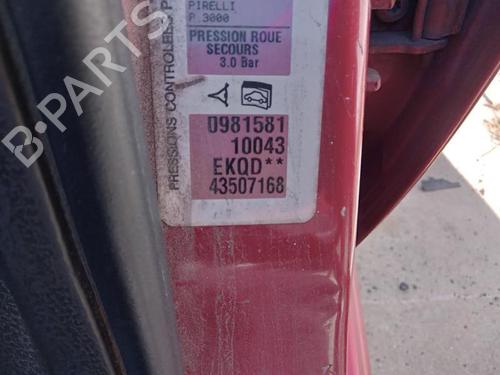 PIRELLI
P.3000
PRESSION ROUE
SECOURS
3.0 Bar
PRESSIONS CONTROLEES
0981581
10043
EKQD**
43507168
B-PARTS